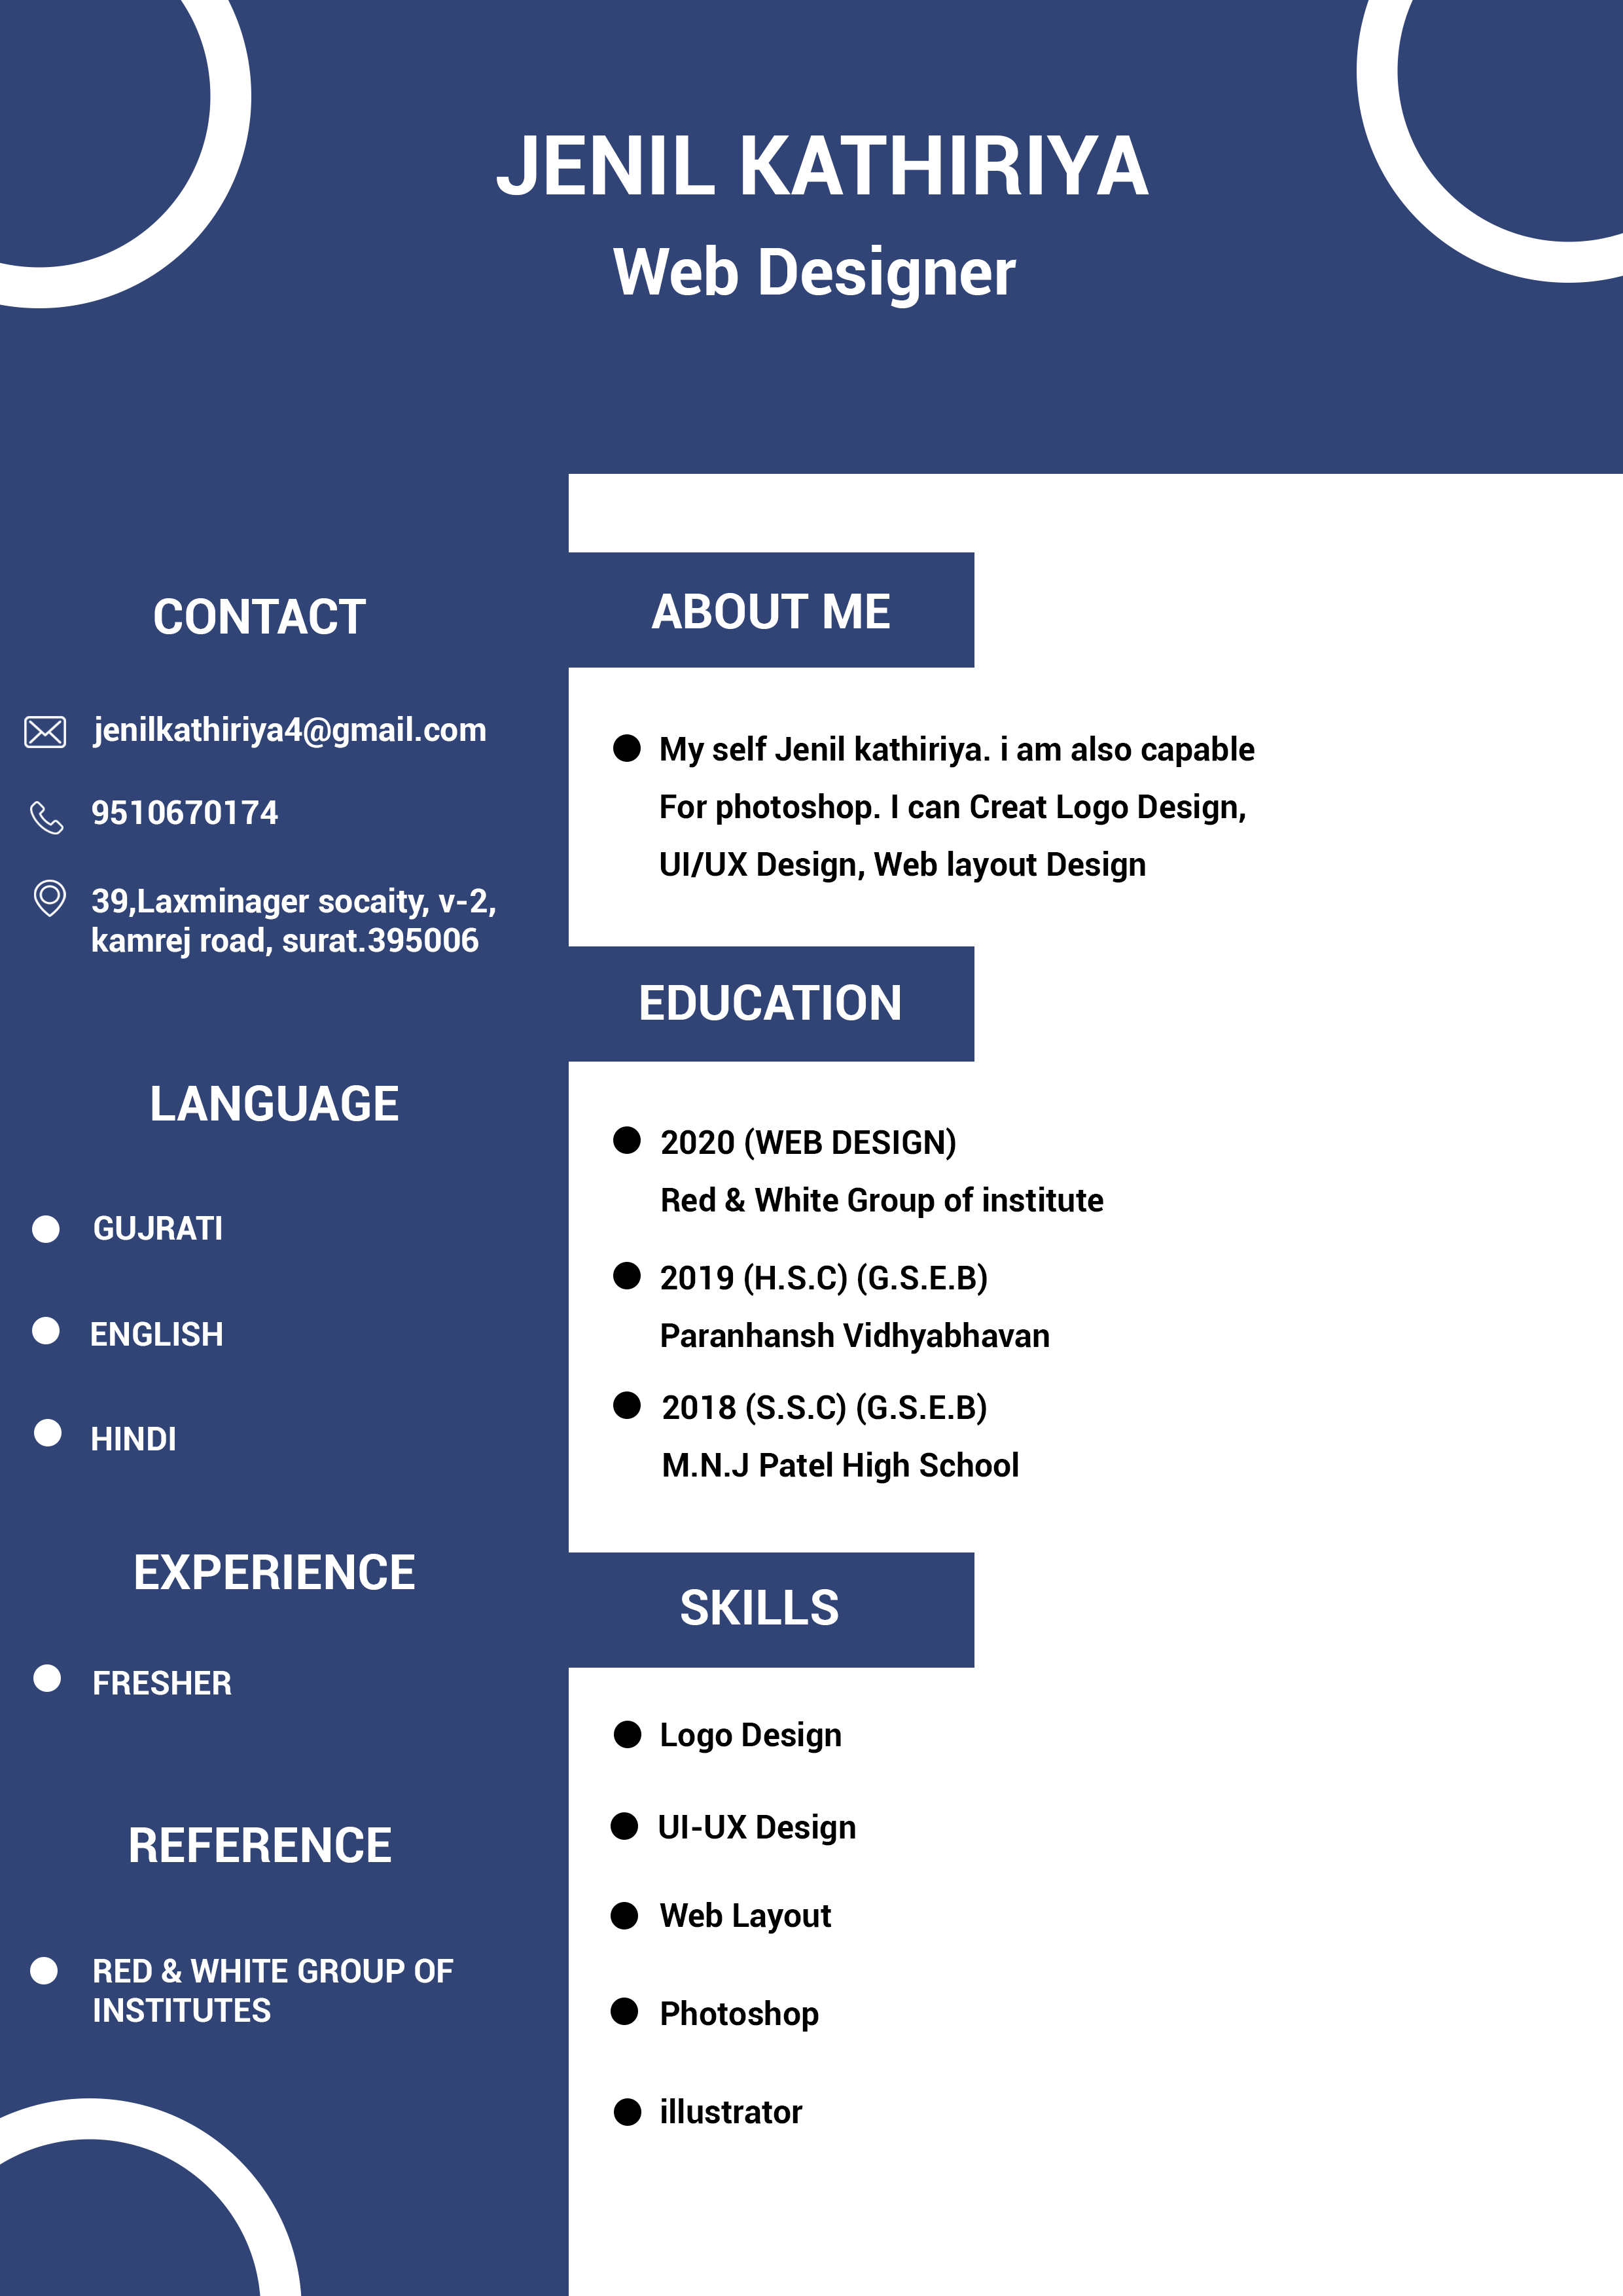 JENIL KATHIRIYA
Web Designer
CONTACT
jenilkathiriya4@gmail.com
9510670174
39,Laxminager socaity, v-2,
kamrej road, surat.395006
LANGUAGE
GUJRATI
ENGLISH
HINDI
EXPERIENCE
FRESHER
REFERENCE
RED & WHITE GROUP OF
INSTITUTES
ABOUT ME
My self Jenil kathiriya. i am also capable
For photoshop. I can Creat Logo Design,
UI/UX Design, Web layout Design
EDUCATION
2020 (WEB DESIGN)
Red & White Group of institute
2019 (H.S.C) (G.S.E.B)
Paranhansh Vidhyabhavan
2018 (S.S.C) (G.S.E.B)
M.N.J Patel High School
SKILLS
Logo Design
UI-UX Design
Web Layout
Photoshop
illustrator